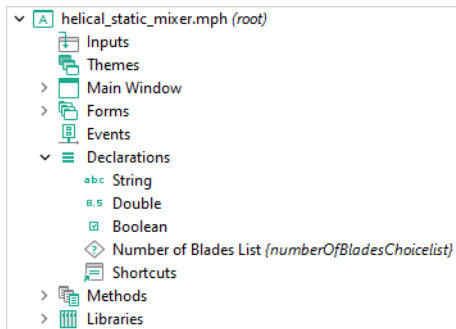 A helical_static_mixer.mph (root)
Inputs
Themes
Main Window
Forms
Events
Declarations
abc String
8.5 Double
Boolean
? Number of Blades List {numberOfBladesChoicelist}
Shortcuts
Methods
Libraries